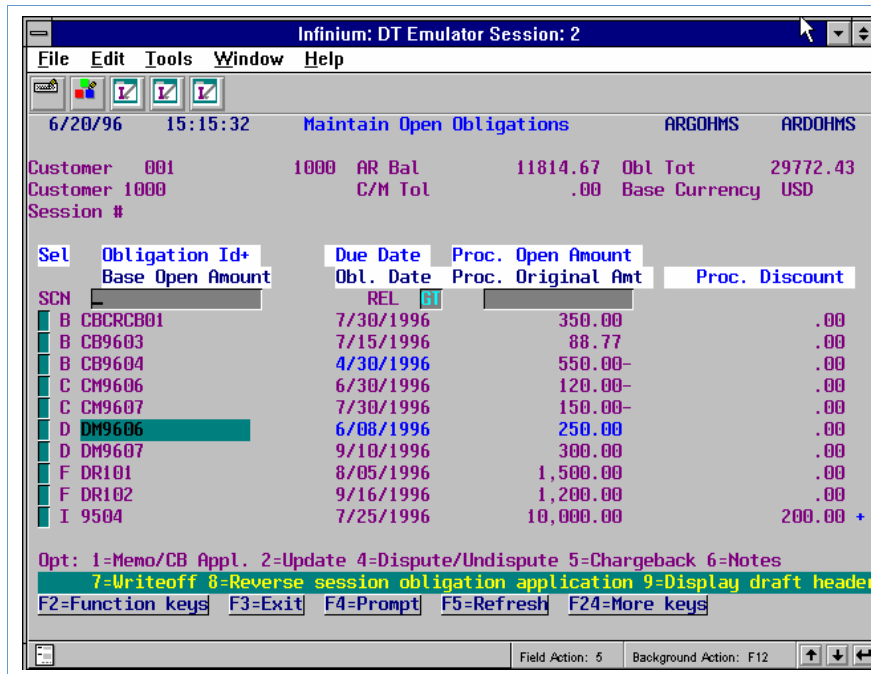 Infinium: DT Emulator Session: 2
File Edit Tools Window Help
6/20/96 15:15:32 Maintain Open Obligations ARGOHMS ARDOHMS
Customer 001 1000 AR Bal 11814.67 Obl Tot 29772.43
Customer 1000 C/M Tol .00 Base Currency USD
Session #
Sel Obligation Id+ Due Date Proc. Open Amount
Base Open Amount Obl. Date Proc. Original Amt Proc. Discount
SCN REL GT
B CBCRCB01 7/30/1996 350.00 .00
B CB9603 7/15/1996 88.77 .00
B CB9604 4/30/1996 550.00- .00
C CM9606 6/30/1996 120.00- .00
C CM9607 7/30/1996 150.00- .00
D DM9606 6/08/1996 250.00 .00
D DM9607 9/10/1996 300.00 .00
F DR101 8/05/1996 1,500.00 .00
F DR102 9/16/1996 1,200.00 .00
I 9504 7/25/1996 10,000.00 200.00 +
Opt: 1=Memo/CB Appl. 2=Update 4=Dispute/Undispute 5=Chargeback 6=Notes
7=Writeoff 8=Reverse session obligation application 9=Display draft header
F2=Function keys F3=Exit F4=Prompt F5=Refresh F24=More keys
Field Action: 5 Background Action: F12